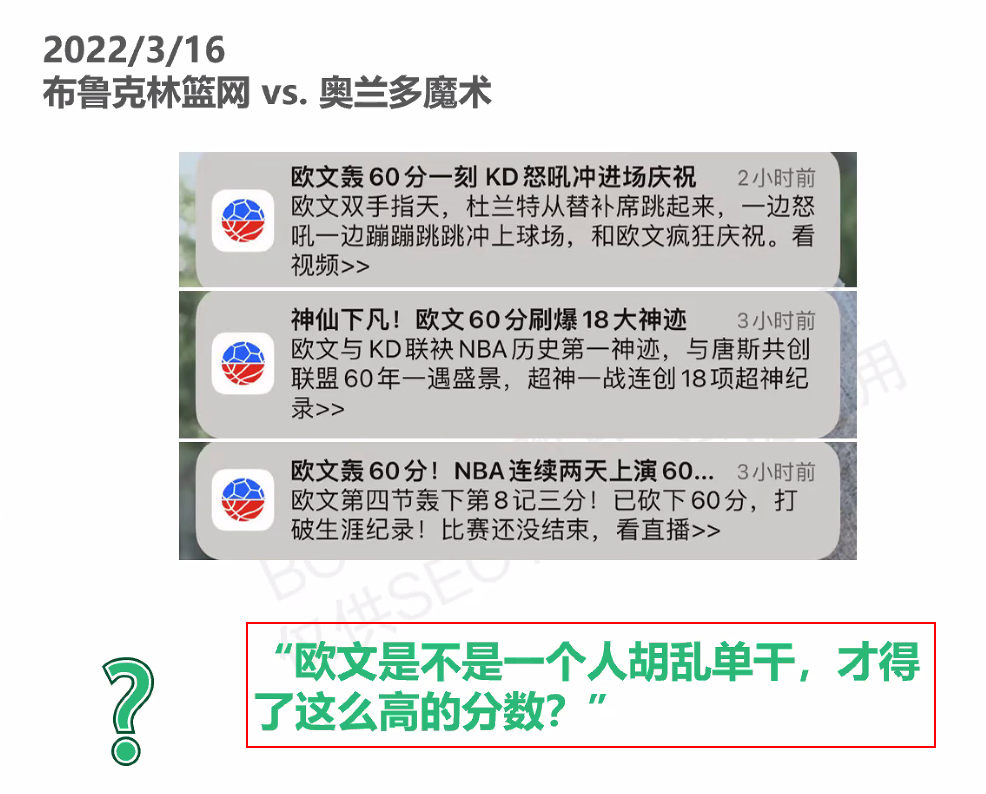 2022/3/16
布鲁克林篮网 vs. 奥兰多魔术
欧文轰60分一刻 KD怒吼冲进场庆祝 2小时前
欧文双手指天，杜兰特从替补席跳起来，一边怒
吼一边蹦蹦跳跳冲上球场，和欧文疯狂庆祝。看
视频>>
神仙下凡！欧文60分刷爆18大神迹 3小时前
欧文与KD联袂NBA历史第一神迹，与唐斯共创
联盟60年一遇盛景，超神一战连创18项超神纪
录>>
欧文轰60分！NBA连续两天上演60... 3小时前
欧文第四节轰下第8记三分！已砍下60分，打
破生涯纪录！比赛还没结束，看直播>>
“欧文是不是一个人胡乱单干，才得
了这么高的分数？”
?